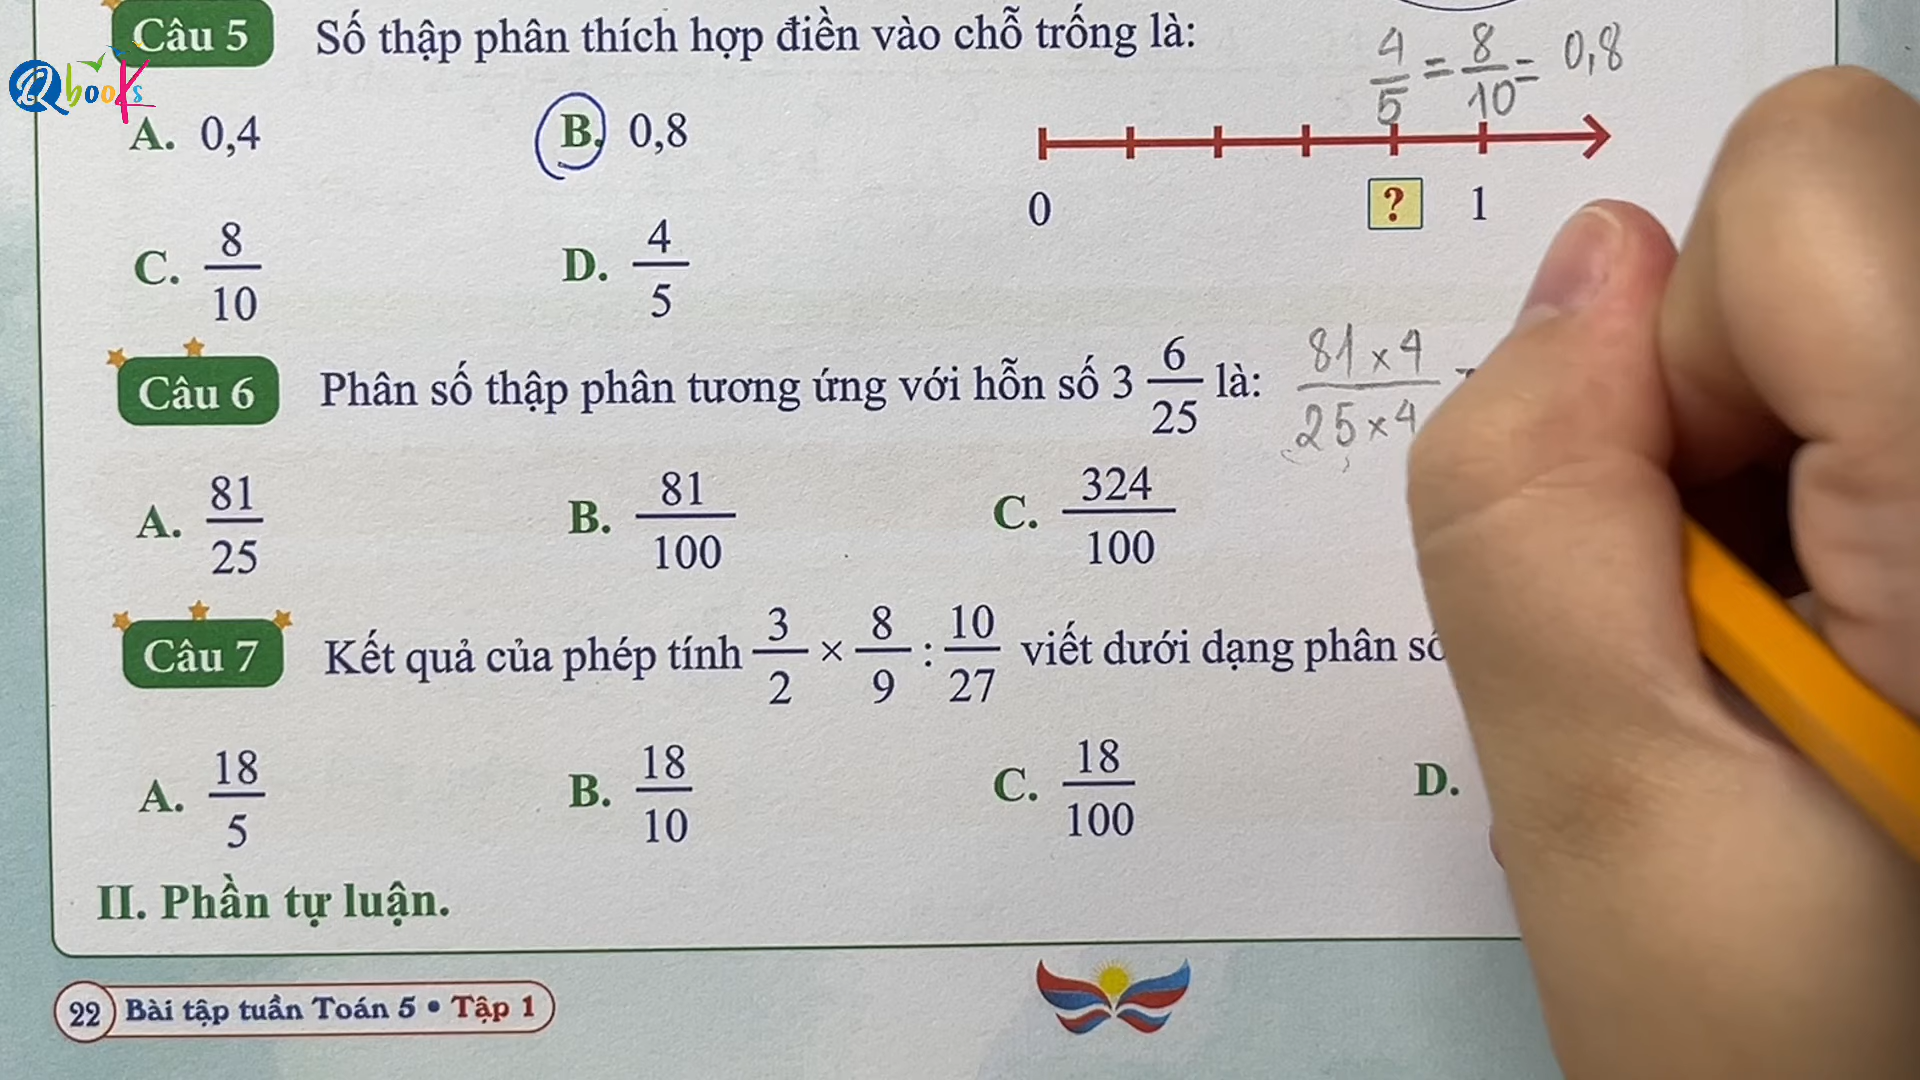 Qbooks
Câu 5 Số thập phân thích hợp điền vào chỗ trống là:
4/5 = 8/10 = 0,8
A. 0,4 B. 0,8
0 ? 1
C. 8/10 D. 4/5
Câu 6 Phân số thập phân tương ứng với hỗn số 3 6/25 là:
81 x 4 / 25 x 4
A. 81/25 B. 81/100 C. 324/100
Câu 7 Kết quả của phép tính 3/2 × 8/9 : 10/27 viết dưới dạng phân số
A. 18/5 B. 18/10 C. 18/100 D.
II. Phần tự luận.
22 Bài tập tuần Toán 5 • Tập 1